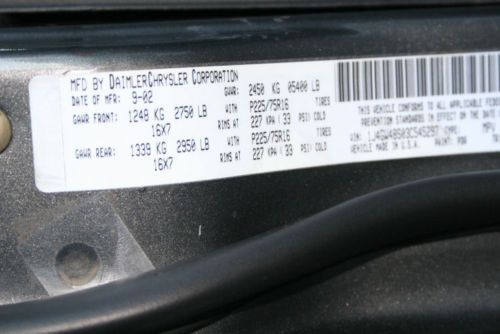 MFD BY DAIMLERCHRYSLER CORPORATION
DATE OF MFR: 9-02 GVWR: 2450 KG 05400 LB
GAWR FRONT: 1248 KG 2750 LB WITH P225/75R16 TIRES
16X7 RIMS AT 227 KPA ( 33 PSI) COLD
GAWR REAR: 1339 KG 2950 LB WITH P225/75R16 TIRES
16X7 RIMS AT 227 KPA ( 33 PSI) COLD
THIS VEHICLE CONFORMS TO ALL APPLICABLE
PREVENTION STANDARDS IN EFFECT ON THE DATE OF
VIN:
VEHICLE MADE IN U.S.A. PAINT: